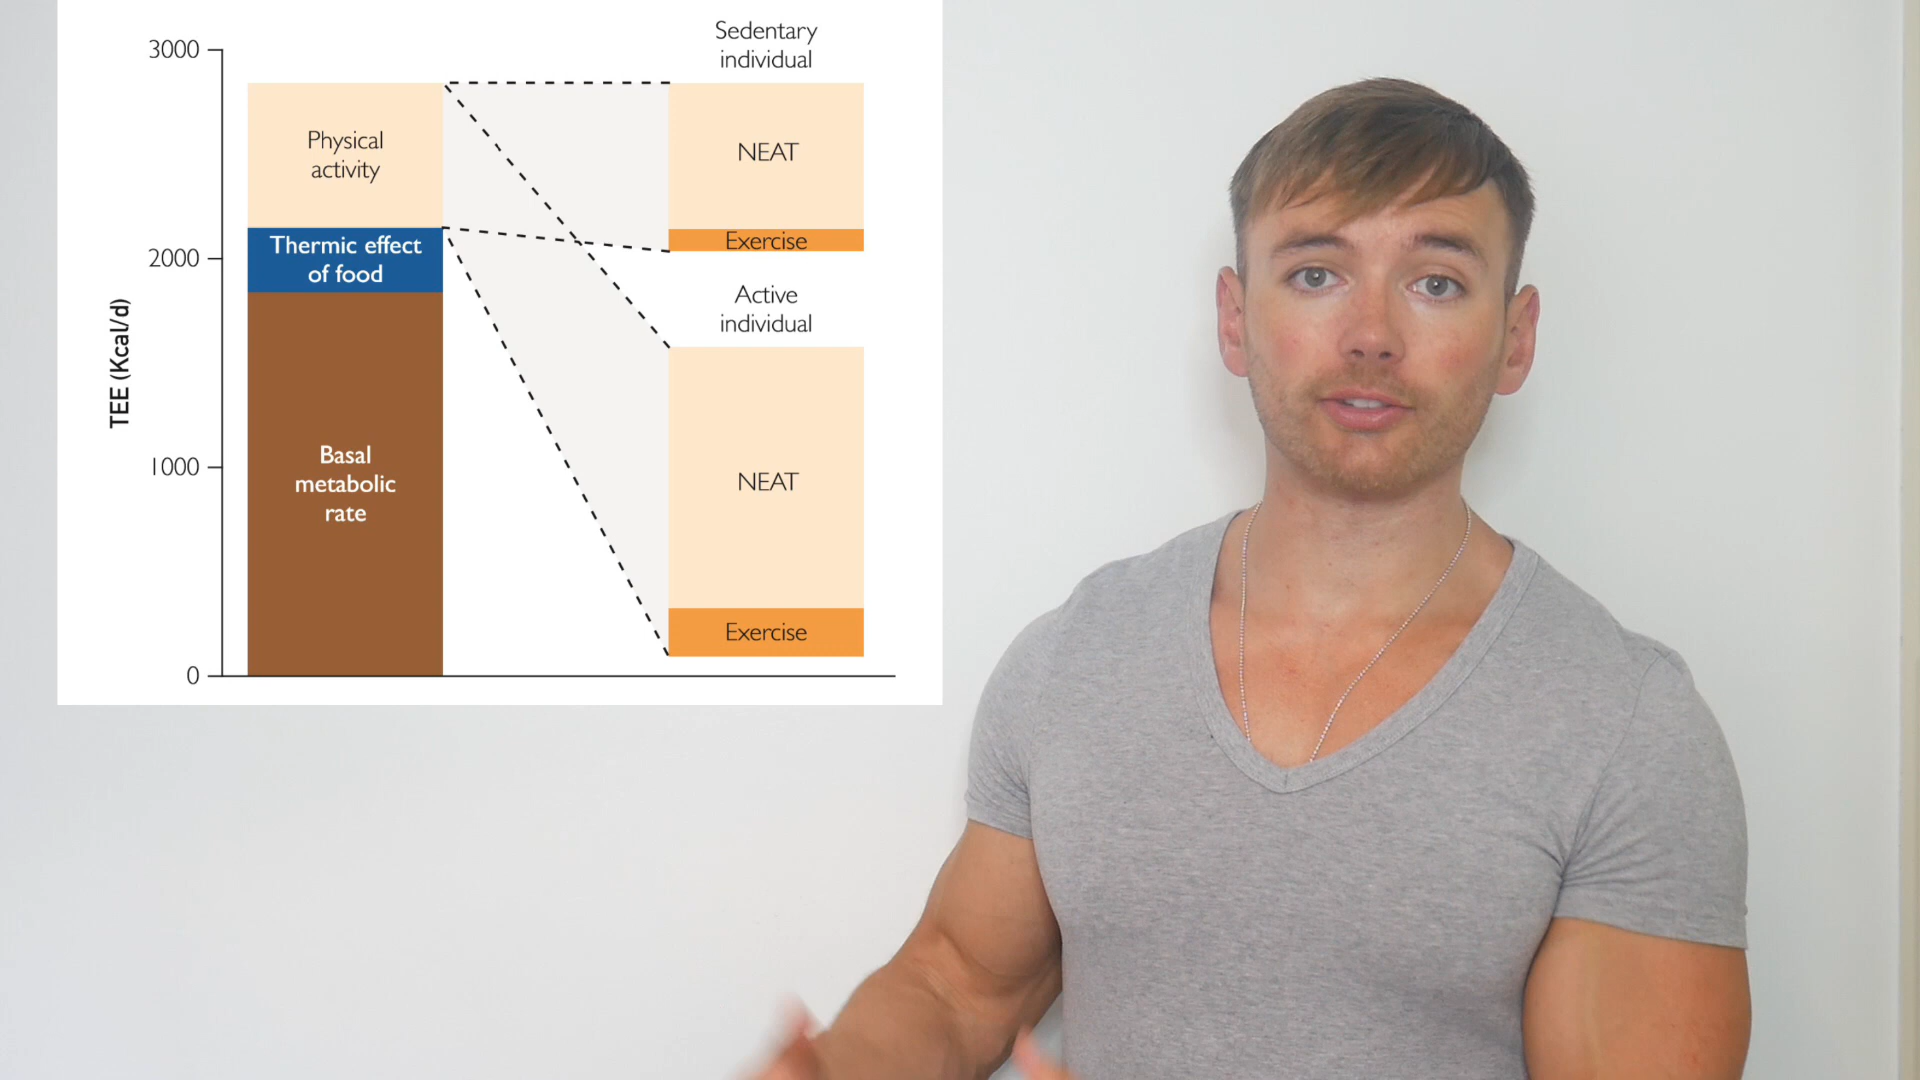 3000
2000
1000
0
TEE (Kcal/d)
Physical
activity
Thermic effect
of food
Basal
metabolic
rate
Sedentary
individual
NEAT
Exercise
Active
individual
NEAT
Exercise